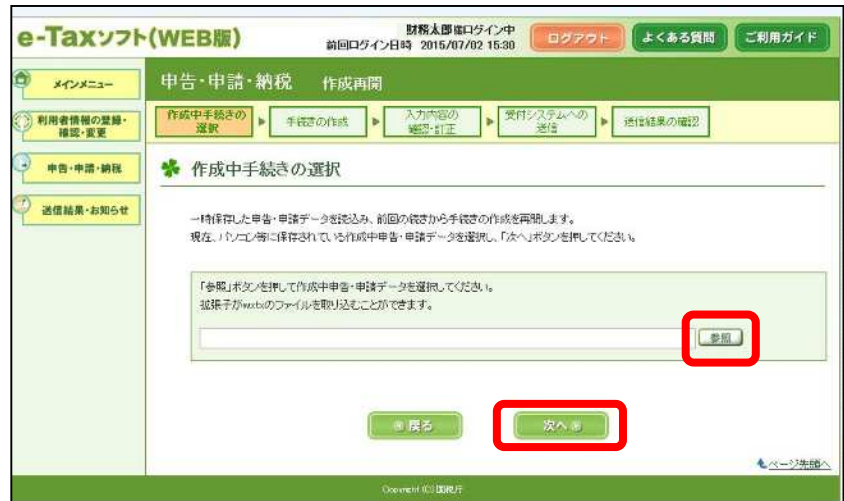 e-Taxソフト(WEB版)
財務太郎様ログイン中
前回ログイン日時 2015/07/02 15:30
ログアウト
よくある質問
ご利用ガイド
メインメニュー
利用者情報の登録・
確認・変更
申告・申請・納税
送信結果・お知らせ
申告・申請・納税 作成再開
作成中手続きの
選択
手続きの作成
入力内容の
確認・訂正
受付システムへの
送信
送信結果の確認
作成中手続きの選択
一時保存した申告・申請データを読込み、前回の続きから手続きの作成を再開します。
現在、パソコン等に保存されている作成中申告・申請データを選択し、「次へ」ボタンを押してください。
「参照」ボタンを押して作成中申告・申請データを選択してください。
拡張子がwxtxのファイルを取り込むことができます。
参照
戻る
次へ
ページ先頭へ
Copyright (C) 国税庁